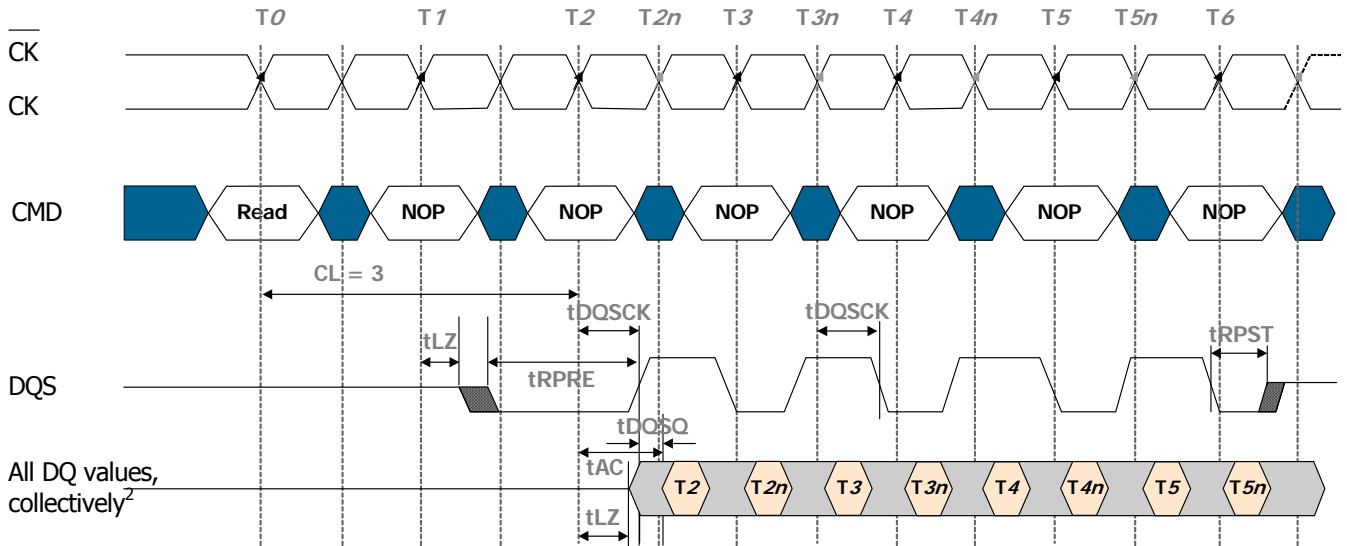 T0 T1 T2 T2n T3 T3n T4 T4n T5 T5n T6
CK
CK
CMD Read NOP NOP NOP NOP NOP NOP
CL = 3
tDQSCK tDQSCK
tLZ tRPST
tRPRE
DQS
tDQSQ
All DQ values,
collectively2
tAC
T2 T2n T3 T3n T4 T4n T5 T5n
tLZ